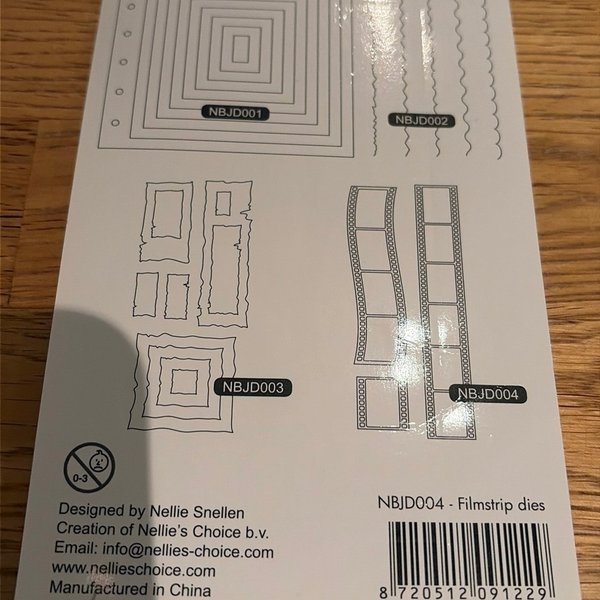 NBJD001
NBJD002
NBJD003
NBJD004
0-3
Designed by Nellie Snellen
Creation of Nellie's Choice b.v.
Email: info@nellies-choice.com
www.nellieschoice.com
Manufactured in China
NBJD004 - Filmstrip dies
8 720512 091229